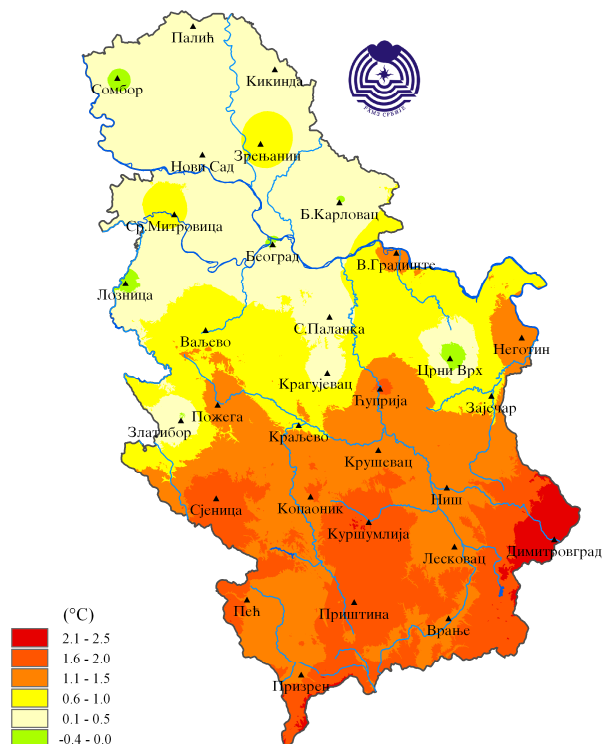 Палић
Кикинда
Сомбор
РХМЗ СРБИЈЕ
Зрењанин
Нови Сад
Б.Карловац
Ср.Митровица
Београд
В.Градиште
Лозница
С.Паланка
Ваљево
Неготин
Црни Врх
Крагујевац
Ћуприја
Зајечар
Пожега
Златибор
Краљево
Крушевац
Ниш
Сјеница
Копаоник
Куршумлија
Димитровград
Лесковац
Пећ
Приштина
Врање
Призрен
(°C)
2.1 - 2.5
1.6 - 2.0
1.1 - 1.5
0.6 - 1.0
0.1 - 0.5
-0.4 - 0.0